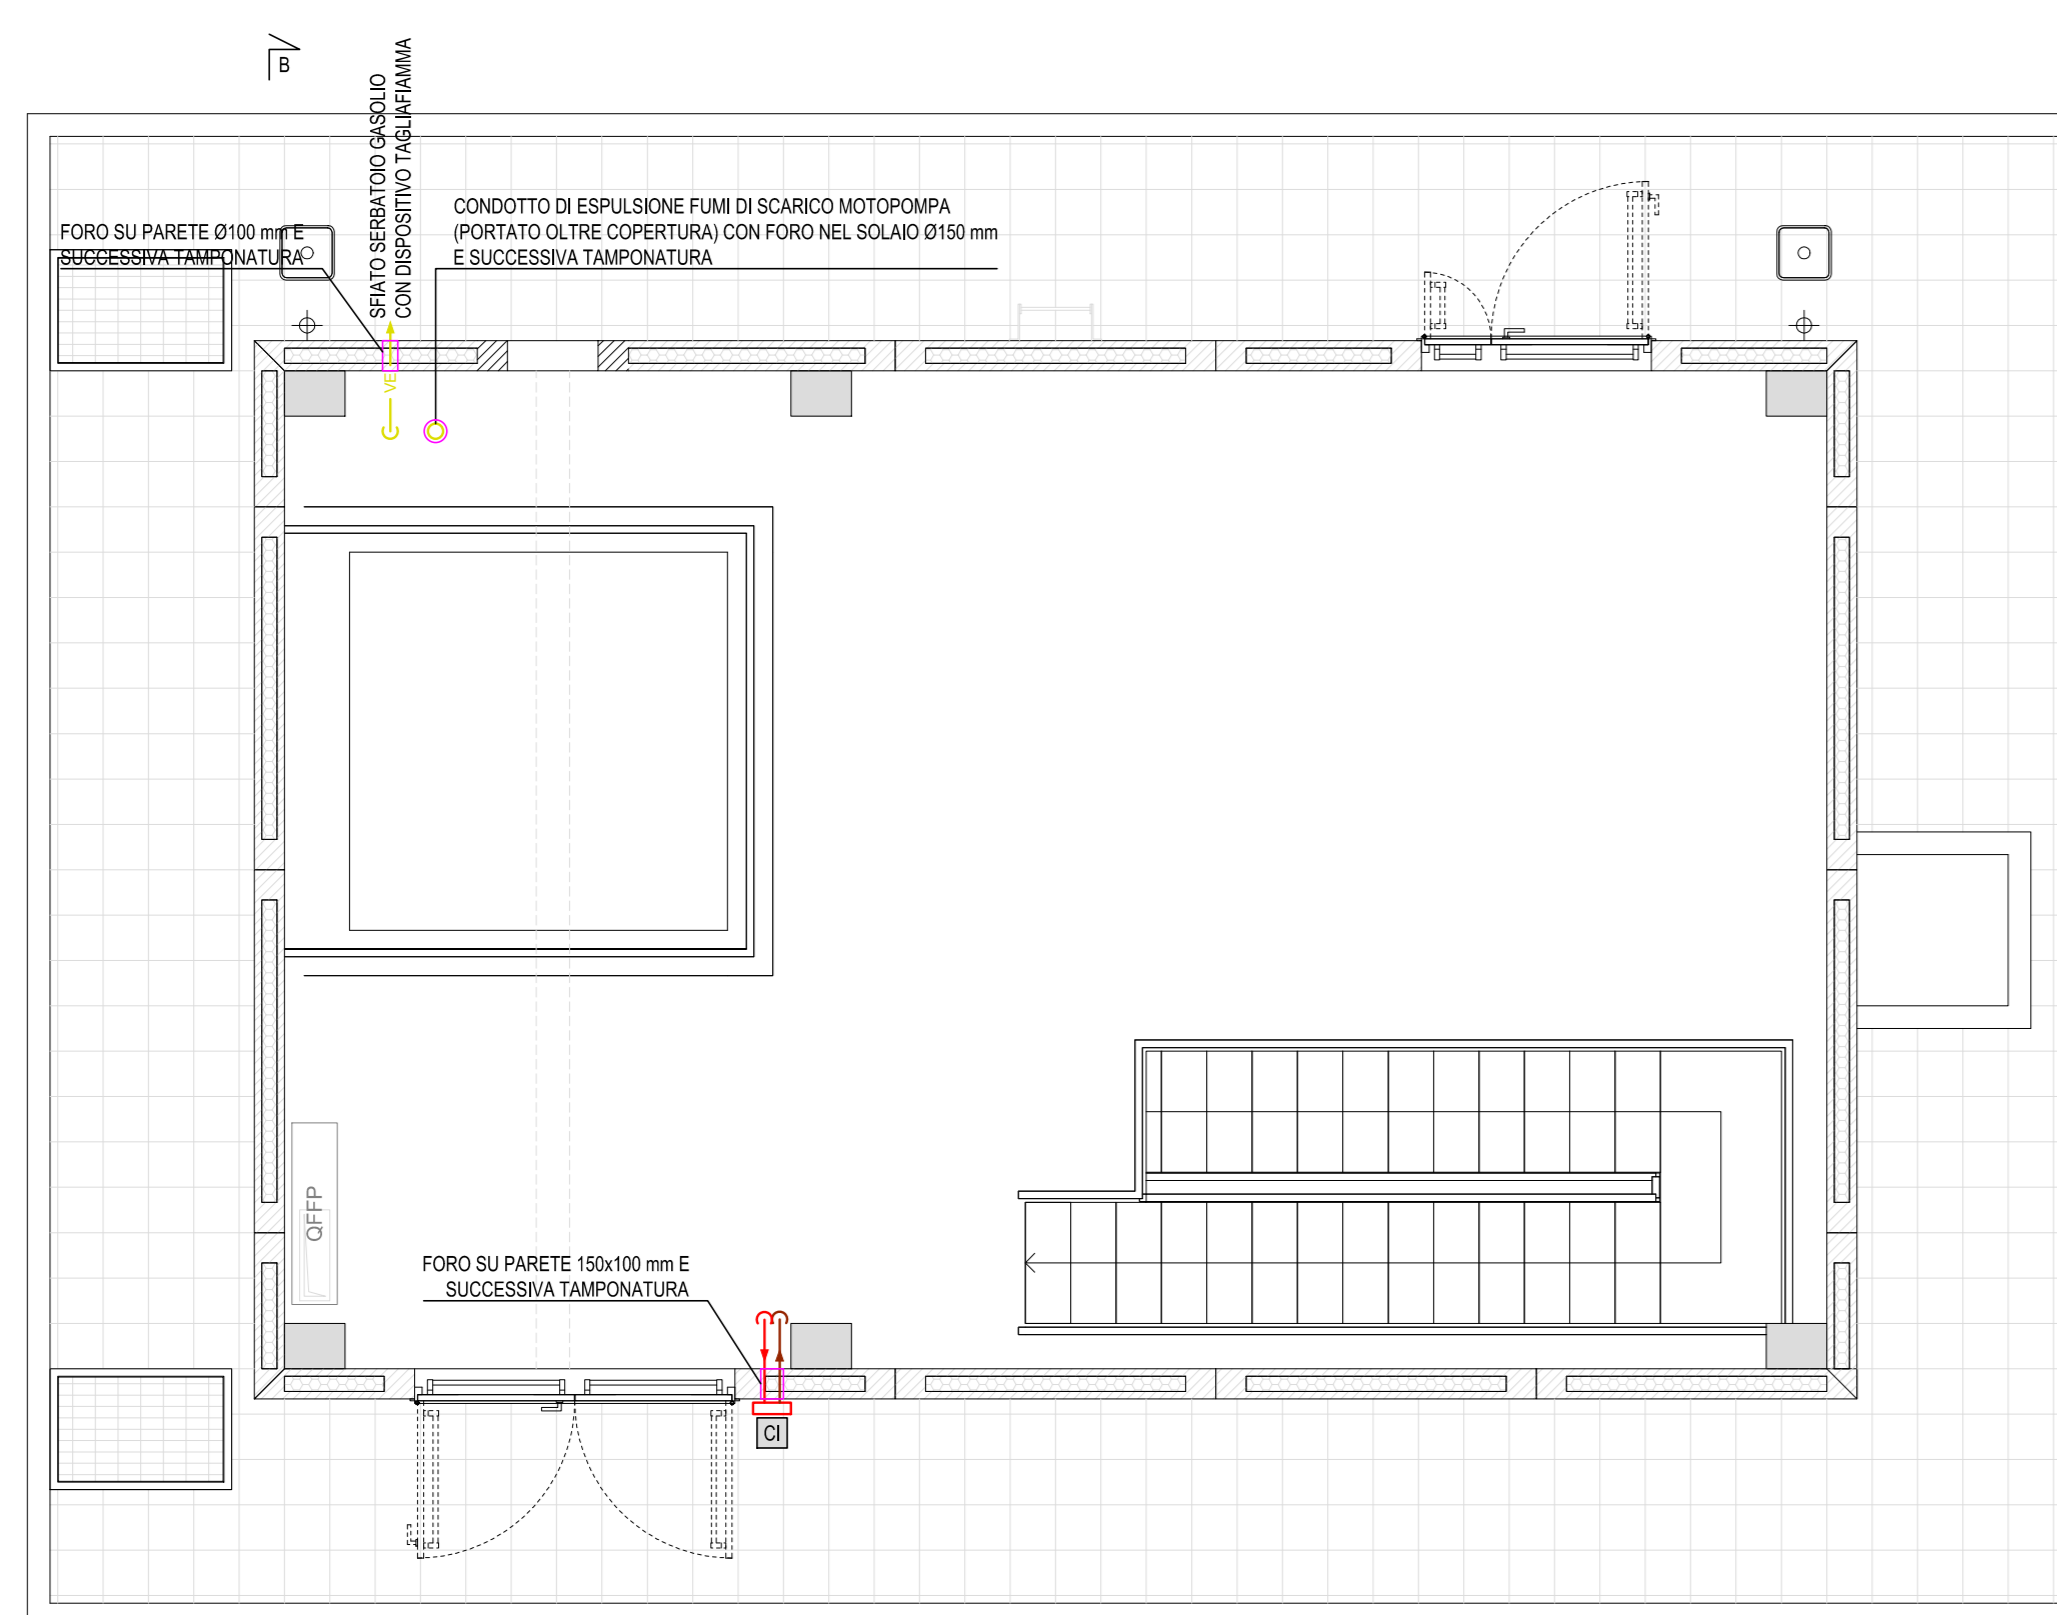 B
SFIATO SERBATOIO GASOLIO
CON DISPOSITIVO TAGLIAFIAMMA
FORO SU PARETE Ø100 mm E
SUCCESSIVA TAMPONATURA
CONDOTTO DI ESPULSIONE FUMI DI SCARICO MOTOPOMPA
(PORTATO OLTRE COPERTURA) CON FORO NEL SOLAIO Ø150 mm
E SUCCESSIVA TAMPONATURA
VE
QFFP
FORO SU PARETE 150x100 mm E
SUCCESSIVA TAMPONATURA
CI